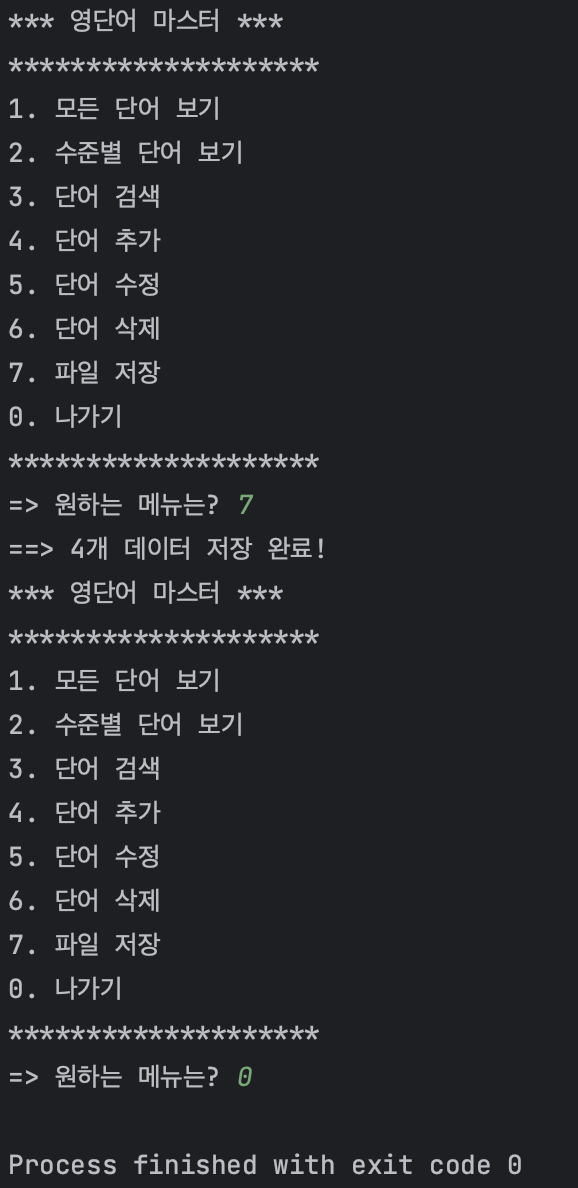 *** 영단어 마스터 ***
********************
1. 모든 단어 보기
2. 수준별 단어 보기
3. 단어 검색
4. 단어 추가
5. 단어 수정
6. 단어 삭제
7. 파일 저장
0. 나가기
********************
=> 원하는 메뉴는? 7
==> 4개 데이터 저장 완료!
*** 영단어 마스터 ***
********************
1. 모든 단어 보기
2. 수준별 단어 보기
3. 단어 검색
4. 단어 추가
5. 단어 수정
6. 단어 삭제
7. 파일 저장
0. 나가기
********************
=> 원하는 메뉴는? 0
Process finished with exit code 0